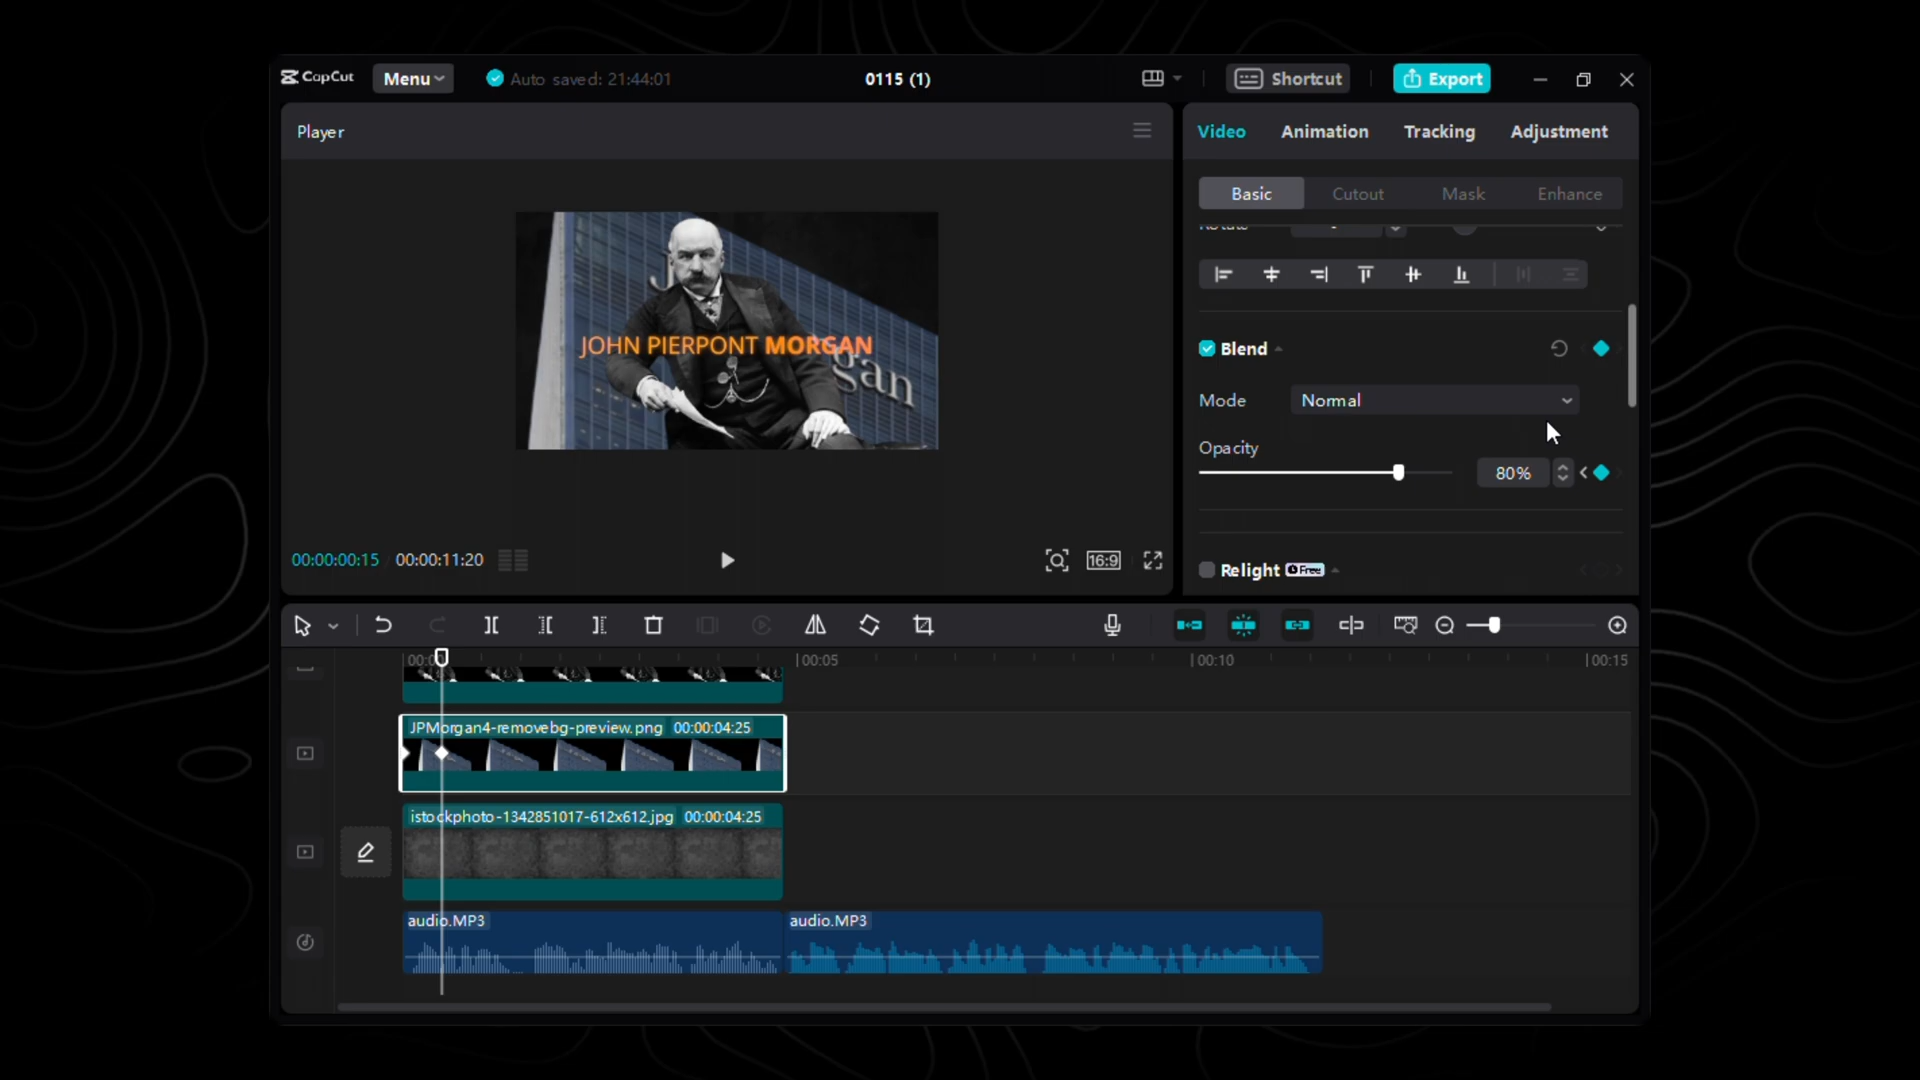 CapCut Menu Auto saved: 21:44:01 0115 (1) Shortcut Export
Player
Video Animation Tracking Adjustment
Basic Cutout Mask Enhance
Rotate
Blend
Mode Normal
Opacity
80%
Relight Free
J
JOHN PIERPONT MORGAN
gan
00:00:00:15 00:00:11:20 16:9
00:05 00:10 00:15
JPMorgan4-removebg-preview.png 00:00:04:25
istockphoto-1342851017-612x612.jpg 00:00:04:25
audio.MP3 audio.MP3